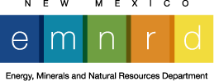 NEW MEXICO
emnrd
Energy, Minerals and Natural Resources Department